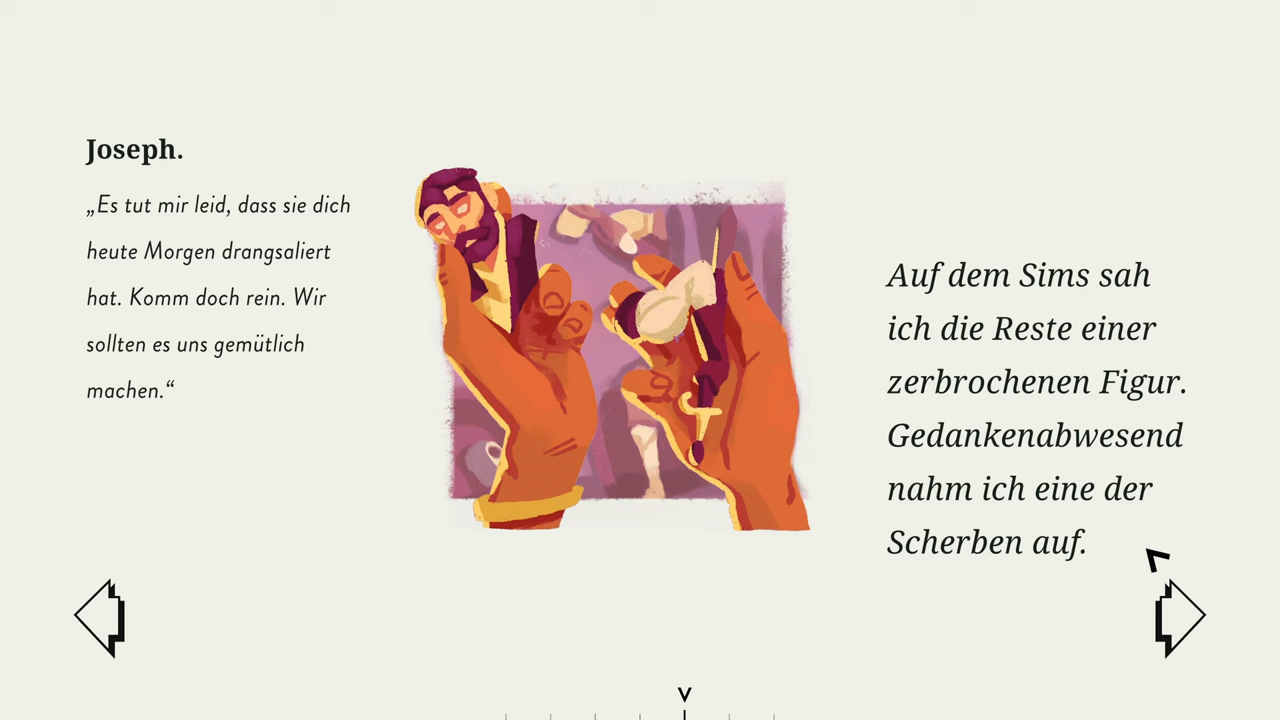 Joseph.
„Es tut mir leid, dass sie dich
heute Morgen drangsaliert
hat. Komm doch rein. Wir
sollten es uns gemütlich
machen.“
Auf dem Sims sah
ich die Reste einer
zerbrochenen Figur.
Gedankenabwesend
nahm ich eine der
Scherben auf.